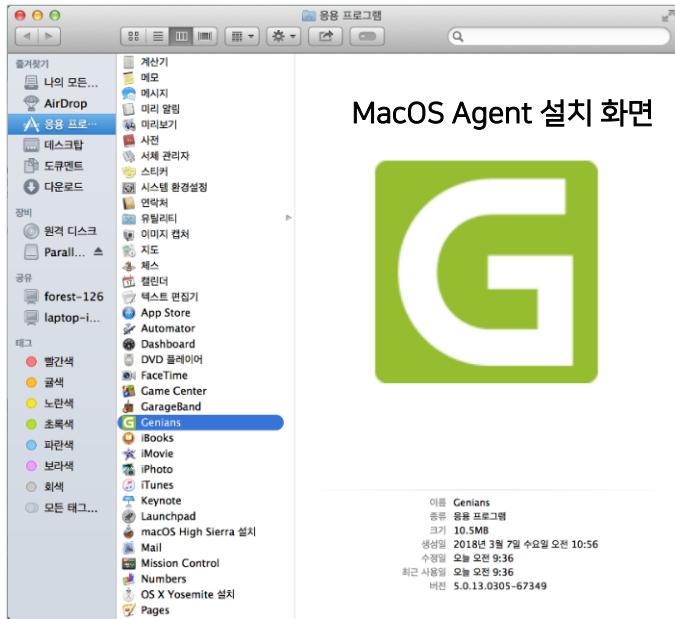 응용 프로그램
즐겨찾기
나의 모든...
AirDrop
응용 프로...
데스크탑
도큐멘트
다운로드
장비
원격 디스크
Parall...
공유
forest-126
laptop-i...
태그
빨간색
귤색
노란색
초록색
파란색
보라색
회색
모든 태그...
계산기
메모
메시지
미리 알림
미리보기
사전
서체 관리자
스티커
시스템 환경설정
연락처
유틸리티
이미지 캡처
지도
체스
캘린더
텍스트 편집기
App Store
Automator
Dashboard
DVD 플레이어
FaceTime
Game Center
GarageBand
Genians
iBooks
iMovie
iPhoto
iTunes
Keynote
Launchpad
macOS High Sierra 설치
Mail
Mission Control
Numbers
OS X Yosemite 설치
Pages
MacOS Agent 설치 화면
G
이름 Genians
종류 응용 프로그램
크기 10.5MB
생성일 2018년 3월 7일 수요일 오전 10:56
수정일 오늘 오전 9:36
최근 사용일 오늘 오전 9:36
버전 5.0.13.0305-67349